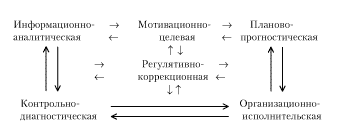 Информационно- → Мотивационно- → Планово-
аналитическая ← целевая ← прогностическая
↑ ↓
→ Регулятивно- →
← коррекционная ←
↓ ↑
Контрольно- Организационно-
диагностическая исполнительская